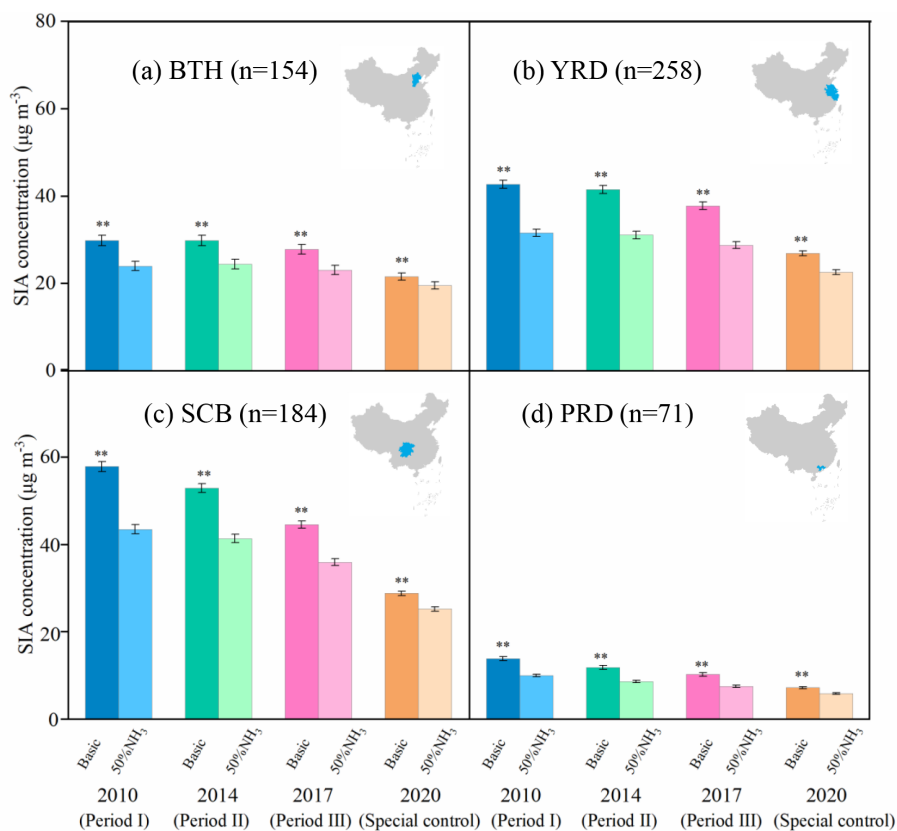 80
60
40
20
0
SIA concentration (μg m⁻³)
(a) BTH (n=154)
**
**
**
**
(b) YRD (n=258)
**
**
**
**
60
40
20
0
SIA concentration (μg m⁻³)
(c) SCB (n=184)
**
**
**
**
(d) PRD (n=71)
**
**
**
**
Basic 50%NH₃ Basic 50%NH₃ Basic 50%NH₃ Basic 50%NH₃ Basic 50%NH₃ Basic 50%NH₃ Basic 50%NH₃ Basic 50%NH₃
2010 2014 2017 2020 2010 2014 2017 2020
(Period I) (Period II) (Period III) (Special control) (Period I) (Period II) (Period III) (Special control)